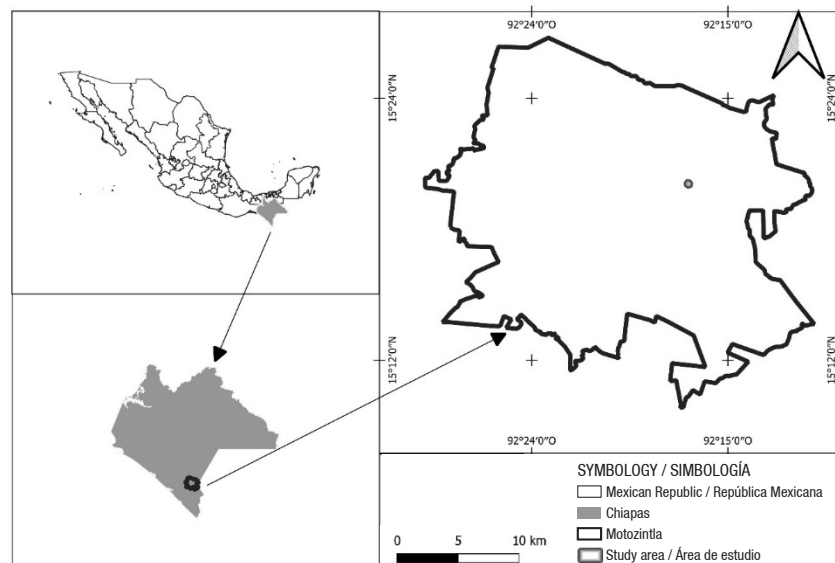 92°24'0"O
92°15'0"O
15°24'0"N
15°24'0"N
15°12'0"N
15°12'0"N
92°24'0"O
92°15'0"O
SYMBOLOGY / SIMBOLOGÍA
Mexican Republic / República Mexicana
Chiapas
Motozintla
Study area / Área de estudio
0 5 10 km